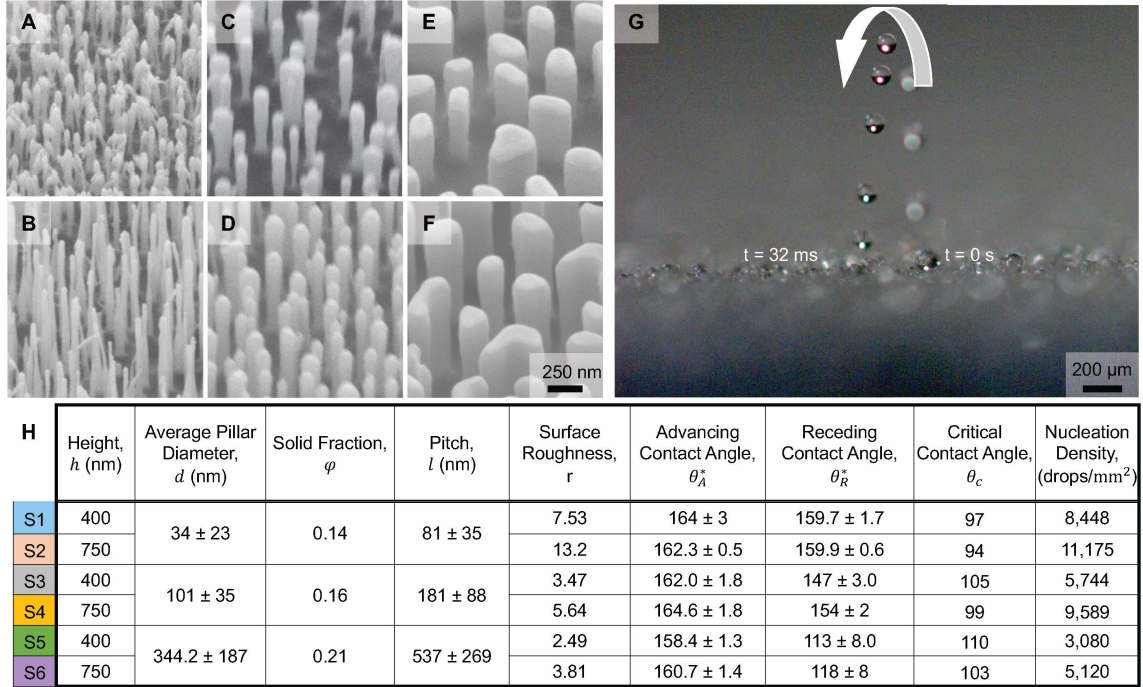 A
C
E
G
B
D
F
250 nm
t = 32 ms
t = 0 s
200 µm
H
Height, h (nm)
Average Pillar Diameter, d (nm)
Solid Fraction, φ
Pitch, l (nm)
Surface Roughness, r
Advancing Contact Angle, θ*A
Receding Contact Angle, θ*R
Critical Contact Angle, θc
Nucleation Density, (drops/mm²)
S1 400 34 ± 23 0.14 81 ± 35 7.53 164 ± 3 159.7 ± 1.7 97 8,448
S2 750 13.2 162.3 ± 0.5 159.9 ± 0.6 94 11,175
S3 400 101 ± 35 0.16 181 ± 88 3.47 162.0 ± 1.8 147 ± 3.0 105 5,744
S4 750 5.64 164.6 ± 1.8 154 ± 2 99 9,589
S5 400 344.2 ± 187 0.21 537 ± 269 2.49 158.4 ± 1.3 113 ± 8.0 110 3,080
S6 750 3.81 160.7 ± 1.4 118 ± 8 103 5,120